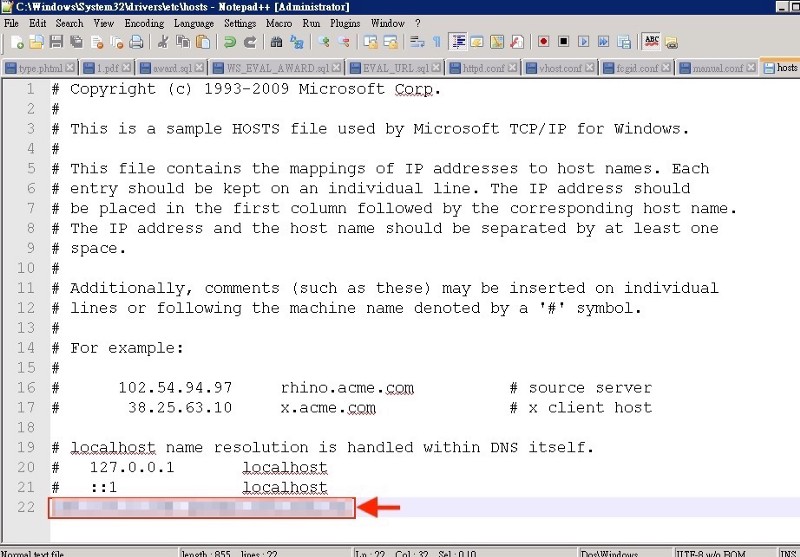 C:\Windows\System32\drivers\etc\hosts - Notepad++ [Administrator]
File Edit Search View Encoding Language Settings Macro Run Plugins Window ?
type.phtml 1.pdf award.sql WS_EVAL_AWARD.sql EVAL_URL.sql httpd.conf vhost.conf fcgid.conf manual.conf hosts
1 # Copyright (c) 1993-2009 Microsoft Corp.
2 #
3 # This is a sample HOSTS file used by Microsoft TCP/IP for Windows.
4 #
5 # This file contains the mappings of IP addresses to host names. Each
6 # entry should be kept on an individual line. The IP address should
7 # be placed in the first column followed by the corresponding host name.
8 # The IP address and the host name should be separated by at least one
9 # space.
10 #
11 # Additionally, comments (such as these) may be inserted on individual
12 # lines or following the machine name denoted by a '#' symbol.
13 #
14 # For example:
15 #
16 # 102.54.94.97 rhino.acme.com # source server
17 # 38.25.63.10 x.acme.com # x client host
18
19 # localhost name resolution is handled within DNS itself.
20 # 127.0.0.1 localhost
21 # ::1 localhost
22
Normal text file length : 855 lines : 22 Ln : 22 Col : 32 Sel : 0|0 Dos\Windows UTF-8 w/o BOM INS